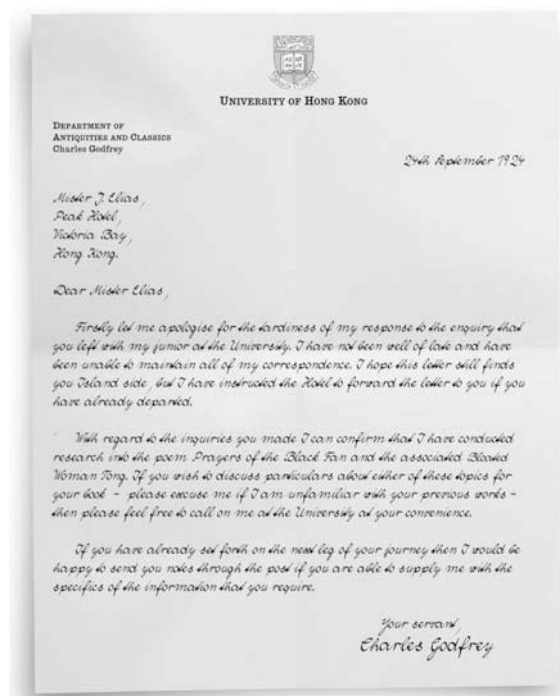 UNIVERSITY OF HONG KONG
DEPARTMENT OF
ANTIQUITIES AND CLASSICS
Charles Godfrey
24th September 1924
Mister J. Elias,
Peak Hotel,
Victoria Bay,
Hong Kong.
Dear Mister Elias,
Firstly let me apologise for the tardiness of my response to the enquiry that
you left with my junior at the University. I have not been well of late and have
been unable to maintain all of my correspondence. I hope this letter still finds
you Island side, but I have instructed the Hotel to forward the letter to you if you
have already departed.
With regard to the inquiries you made I can confirm that I have conducted
research into the poem Prayers of the Black Fan and the associated Bloated
Woman Tong. If you wish to discuss particulars about either of these topics for
your book - please excuse me if I am unfamiliar with your previous works -
then please feel free to call on me at the University at your convenience.
If you have already set forth on the next leg of your journey then I would be
happy to send you notes through the post if you are able to supply me with the
specifics of the information that you require.
Your servant,
Charles Godfrey